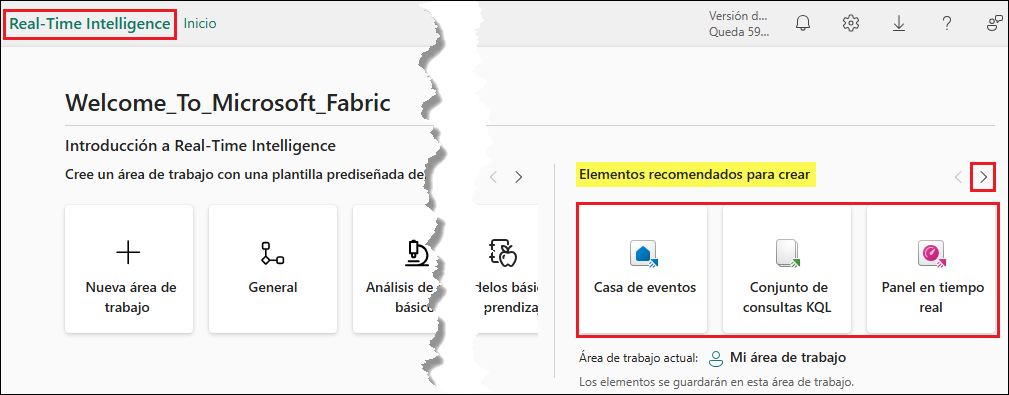 Real-Time Intelligence Inicio
Versión d...
Queda 59...
Welcome_To_Microsoft_Fabric
Introducción a Real-Time Intelligence
Cree un área de trabajo con una plantilla prediseñada de
Nueva área de
trabajo
General
Análisis de
básico
delos bási
prendiza
Elementos recomendados para crear
Casa de eventos
Conjunto de
consultas KQL
Panel en tiempo
real
Área de trabajo actual: Mi área de trabajo
Los elementos se guardarán en esta área de trabajo.